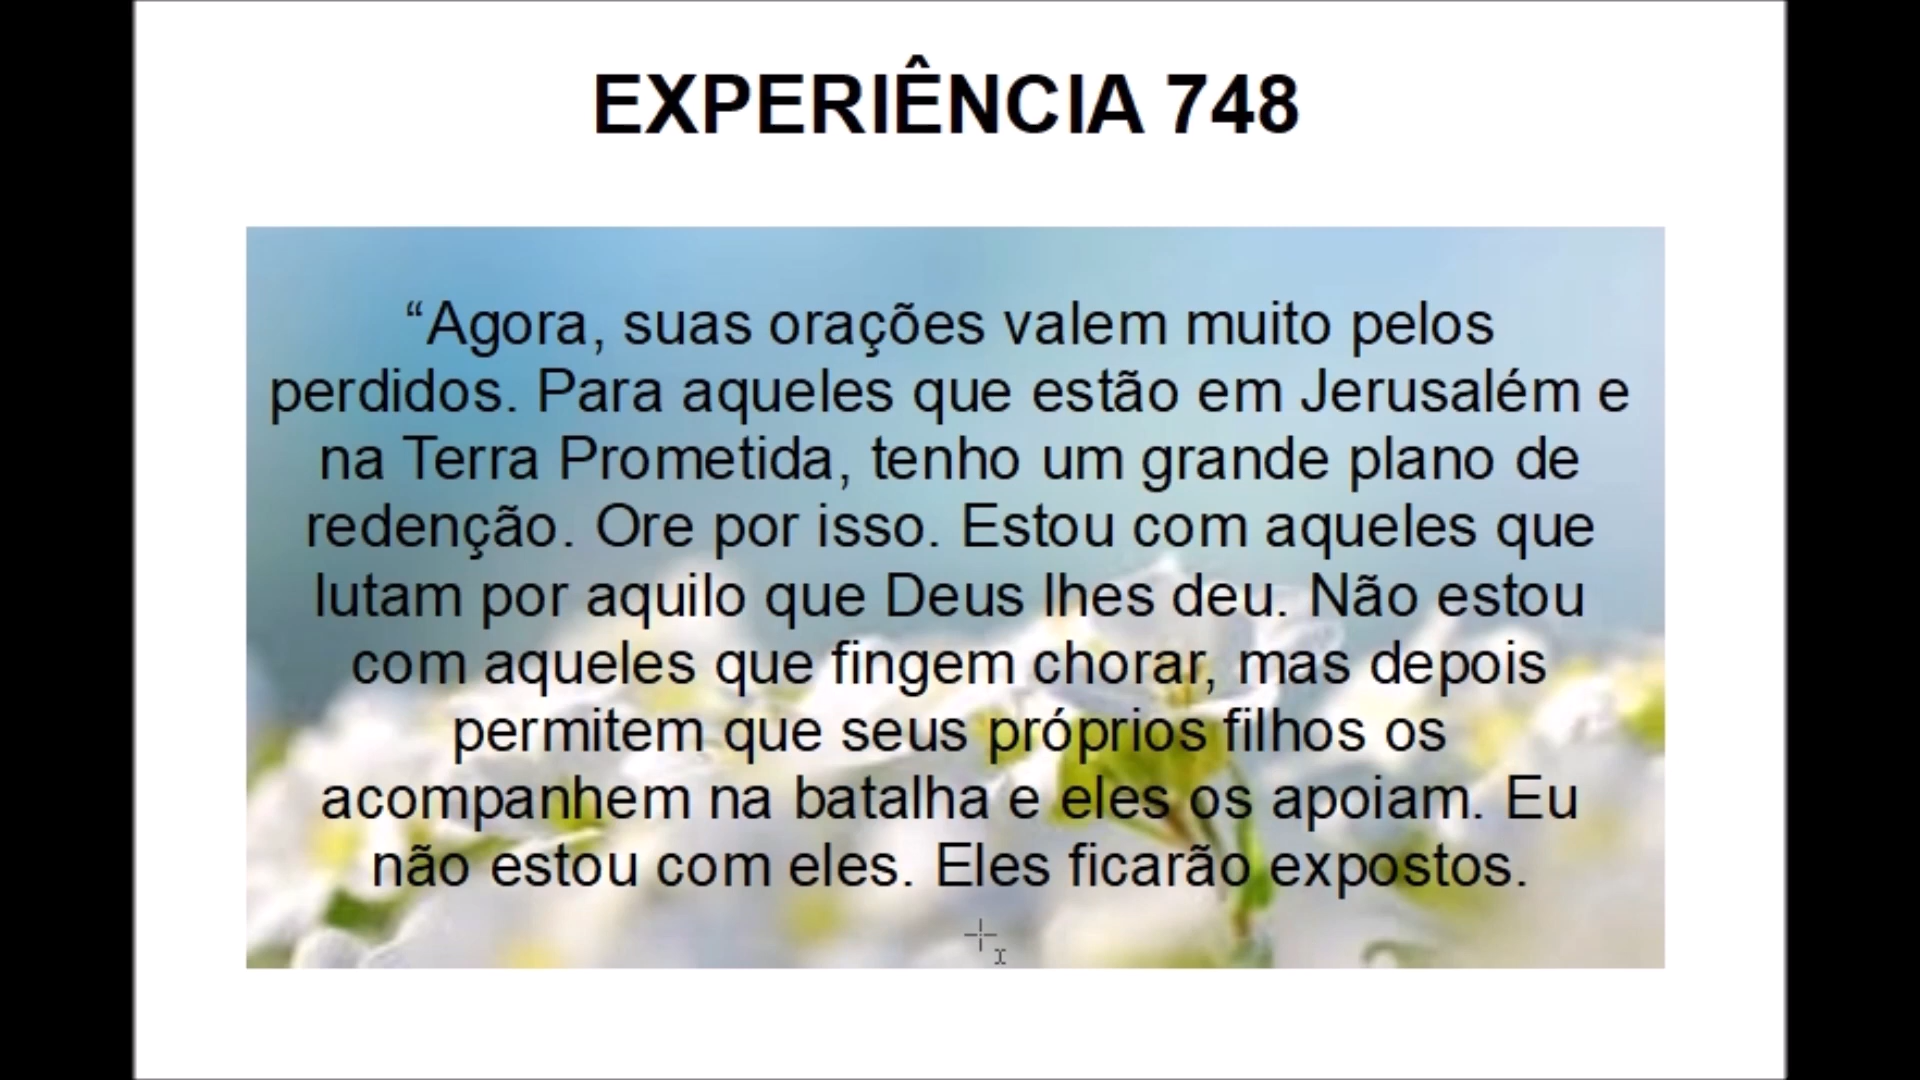 EXPERIÊNCIA 748
“Agora, suas orações valem muito pelos
perdidos. Para aqueles que estão em Jerusalém e
na Terra Prometida, tenho um grande plano de
redenção. Ore por isso. Estou com aqueles que
lutam por aquilo que Deus lhes deu. Não estou
com aqueles que fingem chorar, mas depois
permitem que seus próprios filhos os
acompanhem na batalha e eles os apoiam. Eu
não estou com eles. Eles ficarão expostos.